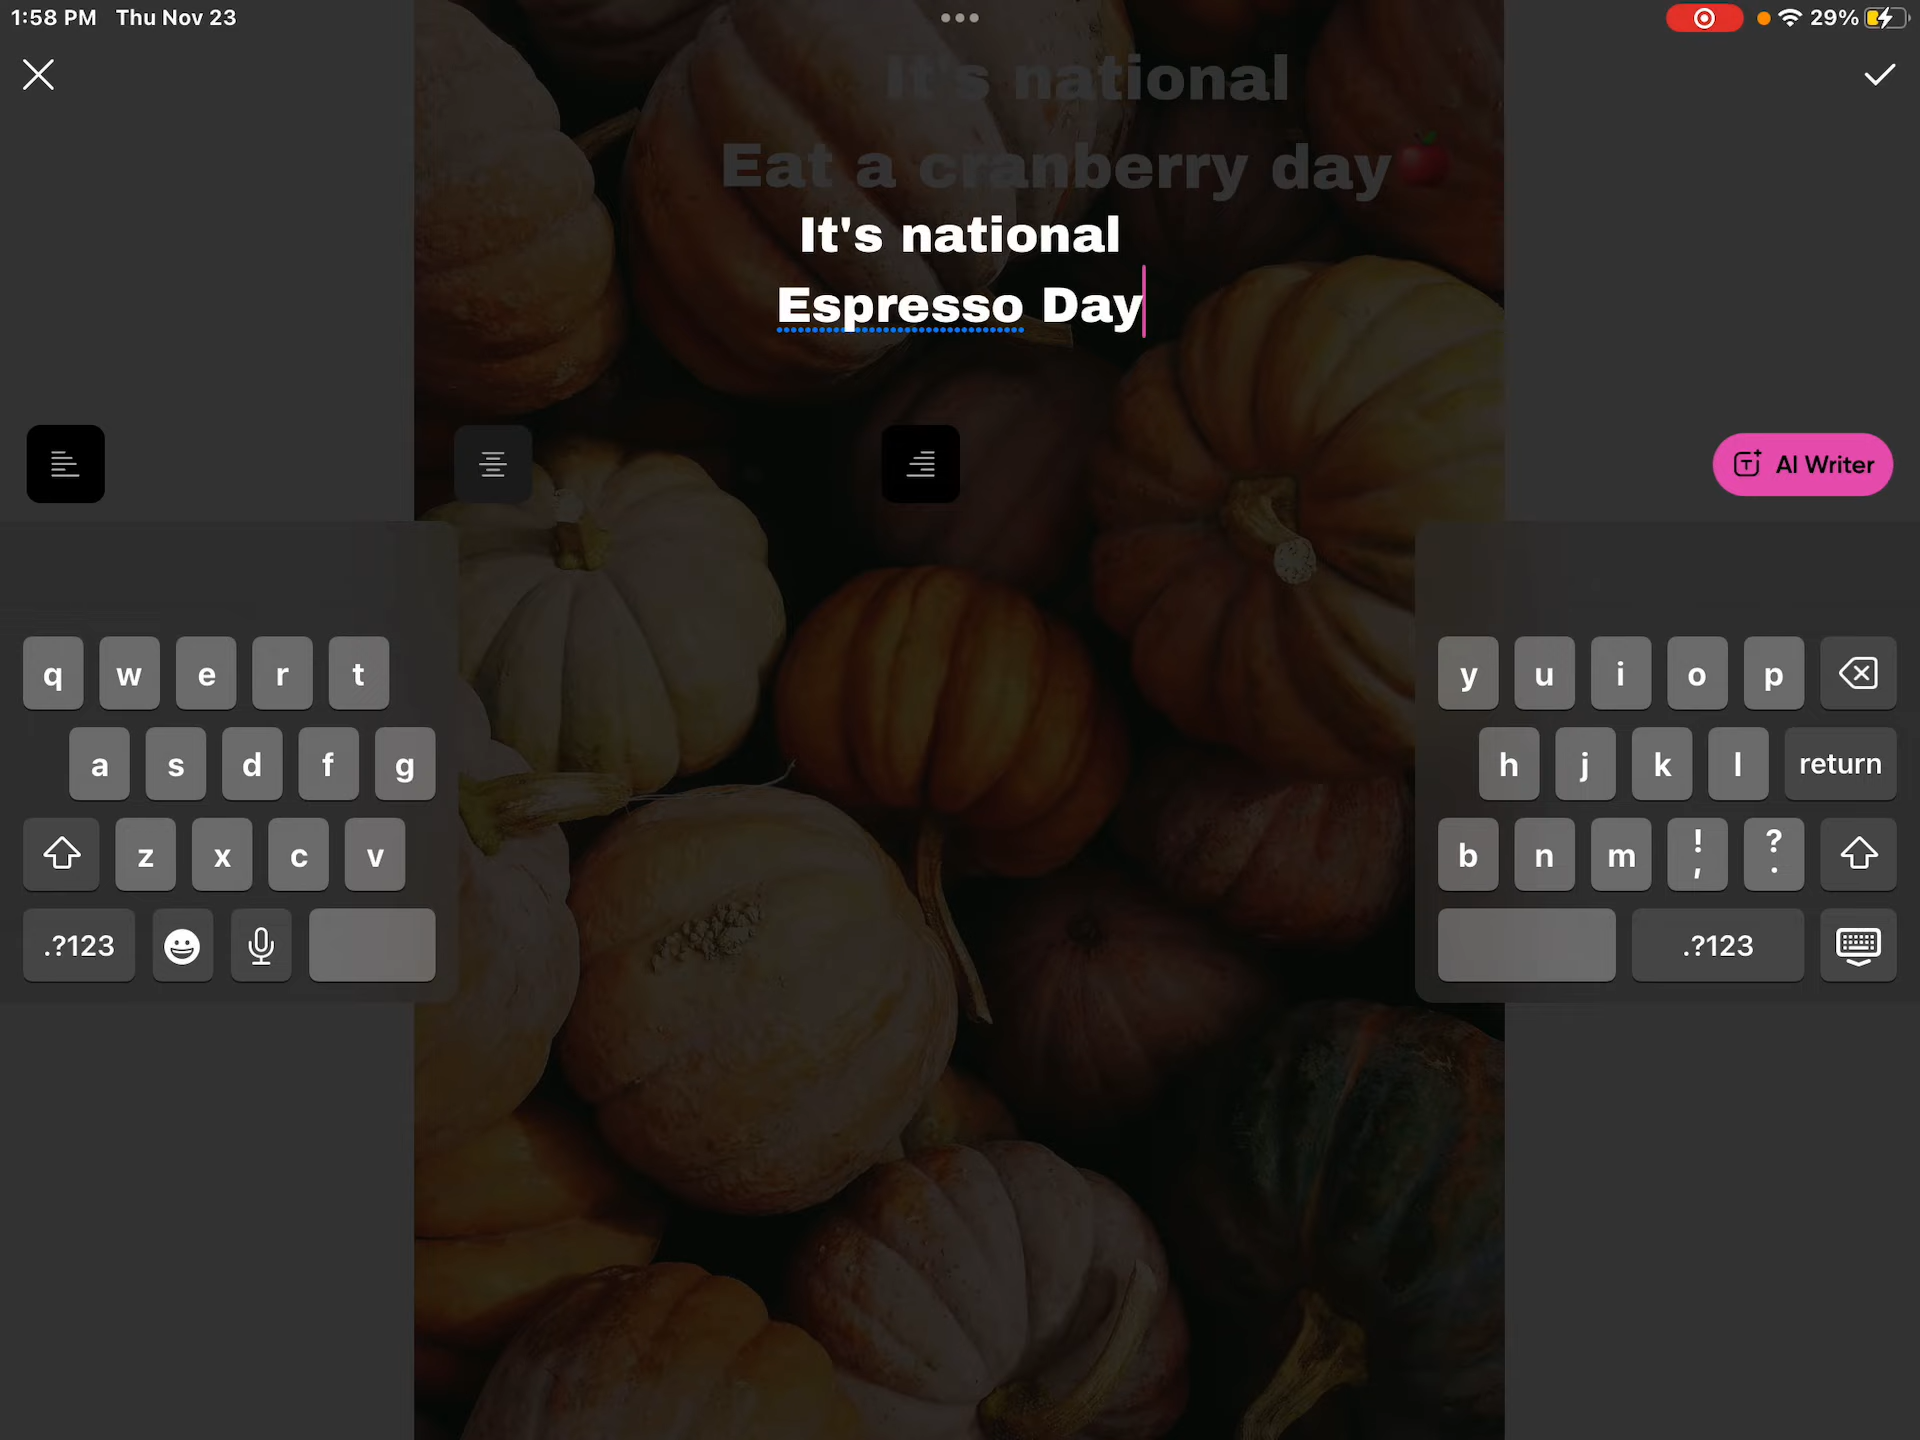 1:58 PM Thu Nov 23
29%
It's national
Eat a cranberry day
It's national
Espresso Day
AI Writer
q w e r t
y u i o p
a s d f g
h j k l return
z x c v
b n m ! , ? .
.?123
.?123